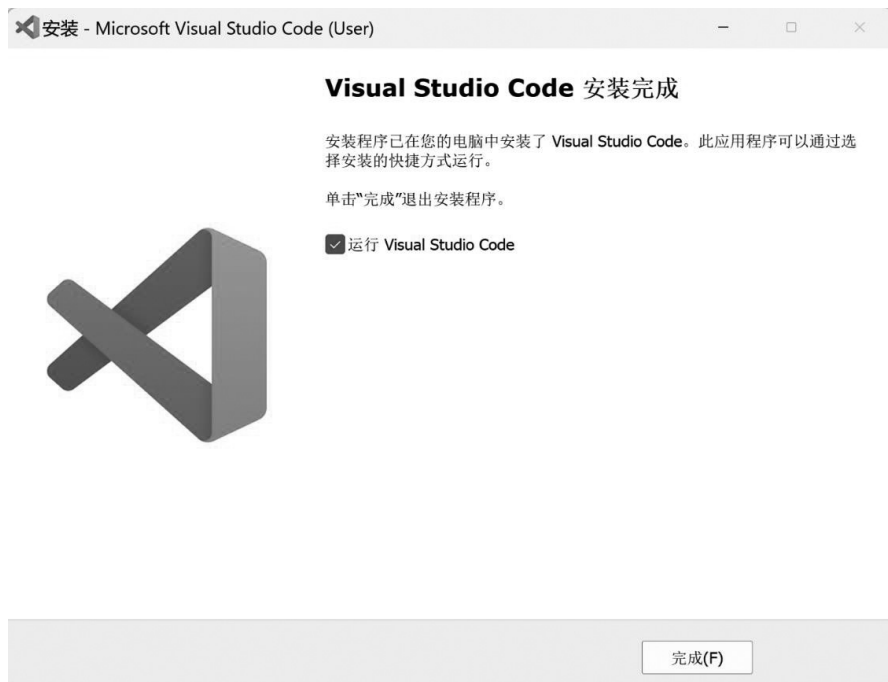 安装 - Microsoft Visual Studio Code (User)
Visual Studio Code 安装完成
安装程序已在您的电脑中安装了 Visual Studio Code。此应用程序可以通过选
择安装的快捷方式运行。
单击“完成”退出安装程序。
运行 Visual Studio Code
完成(F)